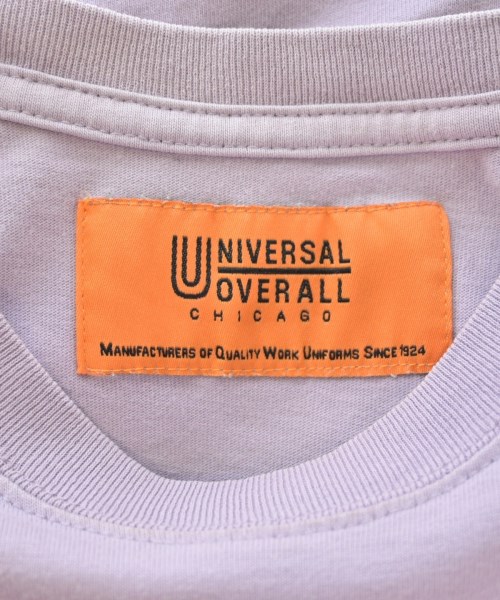 UNIVERSAL
OVERALL
CHICAGO
MANUFACTURERS OF QUALITY WORK UNIFORMS SINCE 1924